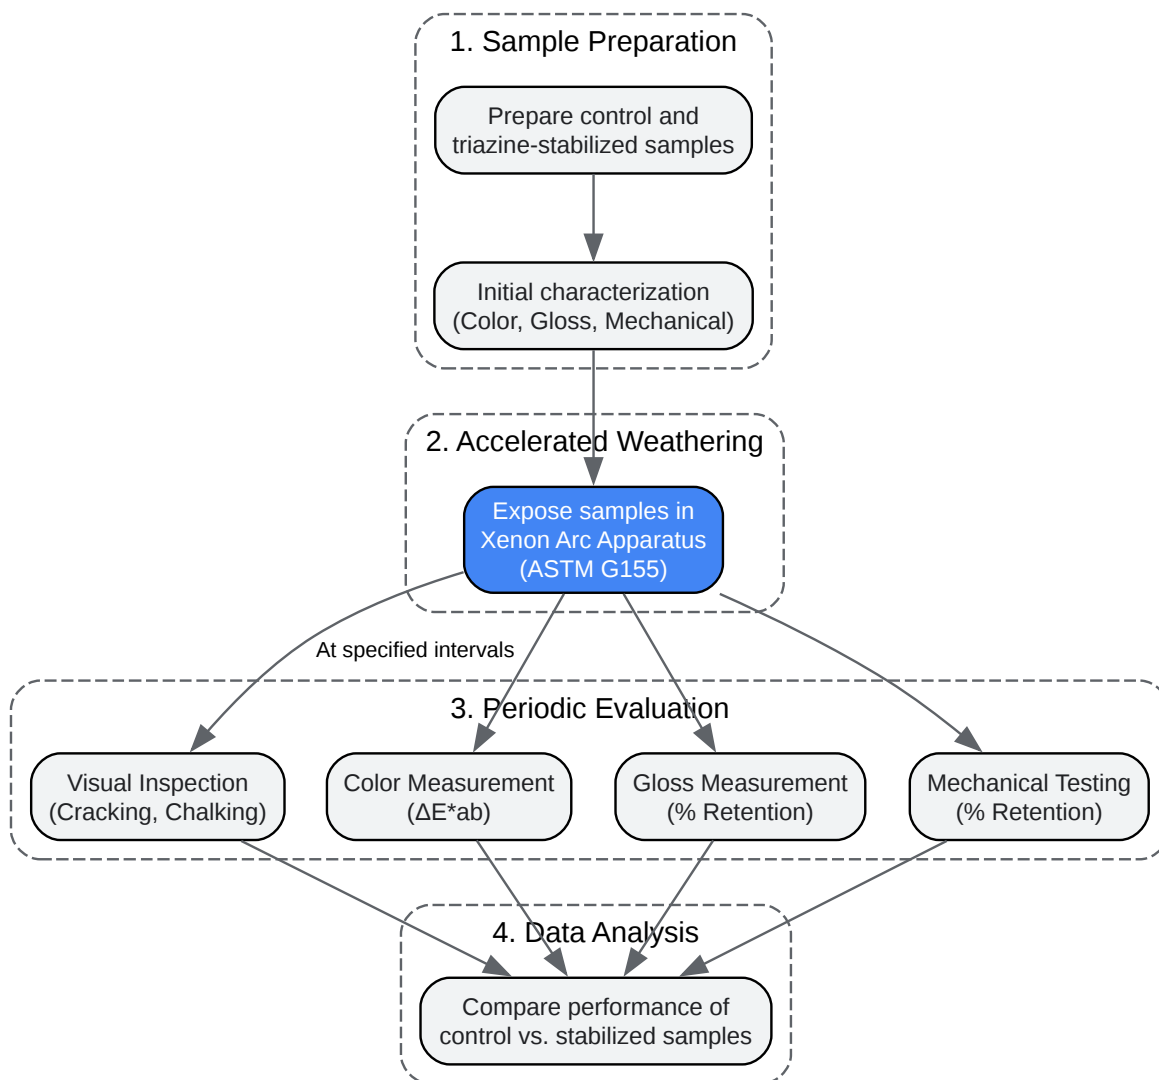 1. Sample Preparation
Prepare control and
triazine-stabilized samples
Initial characterization
(Color, Gloss, Mechanical)
2. Accelerated Weathering
Expose samples in
Xenon Arc Apparatus
(ASTM G155)
At specified intervals
3. Periodic Evaluation
Visual Inspection
(Cracking, Chalking)
Color Measurement
(ΔE*ab)
Gloss Measurement
(% Retention)
Mechanical Testing
(% Retention)
4. Data Analysis
Compare performance of
control vs. stabilized samples